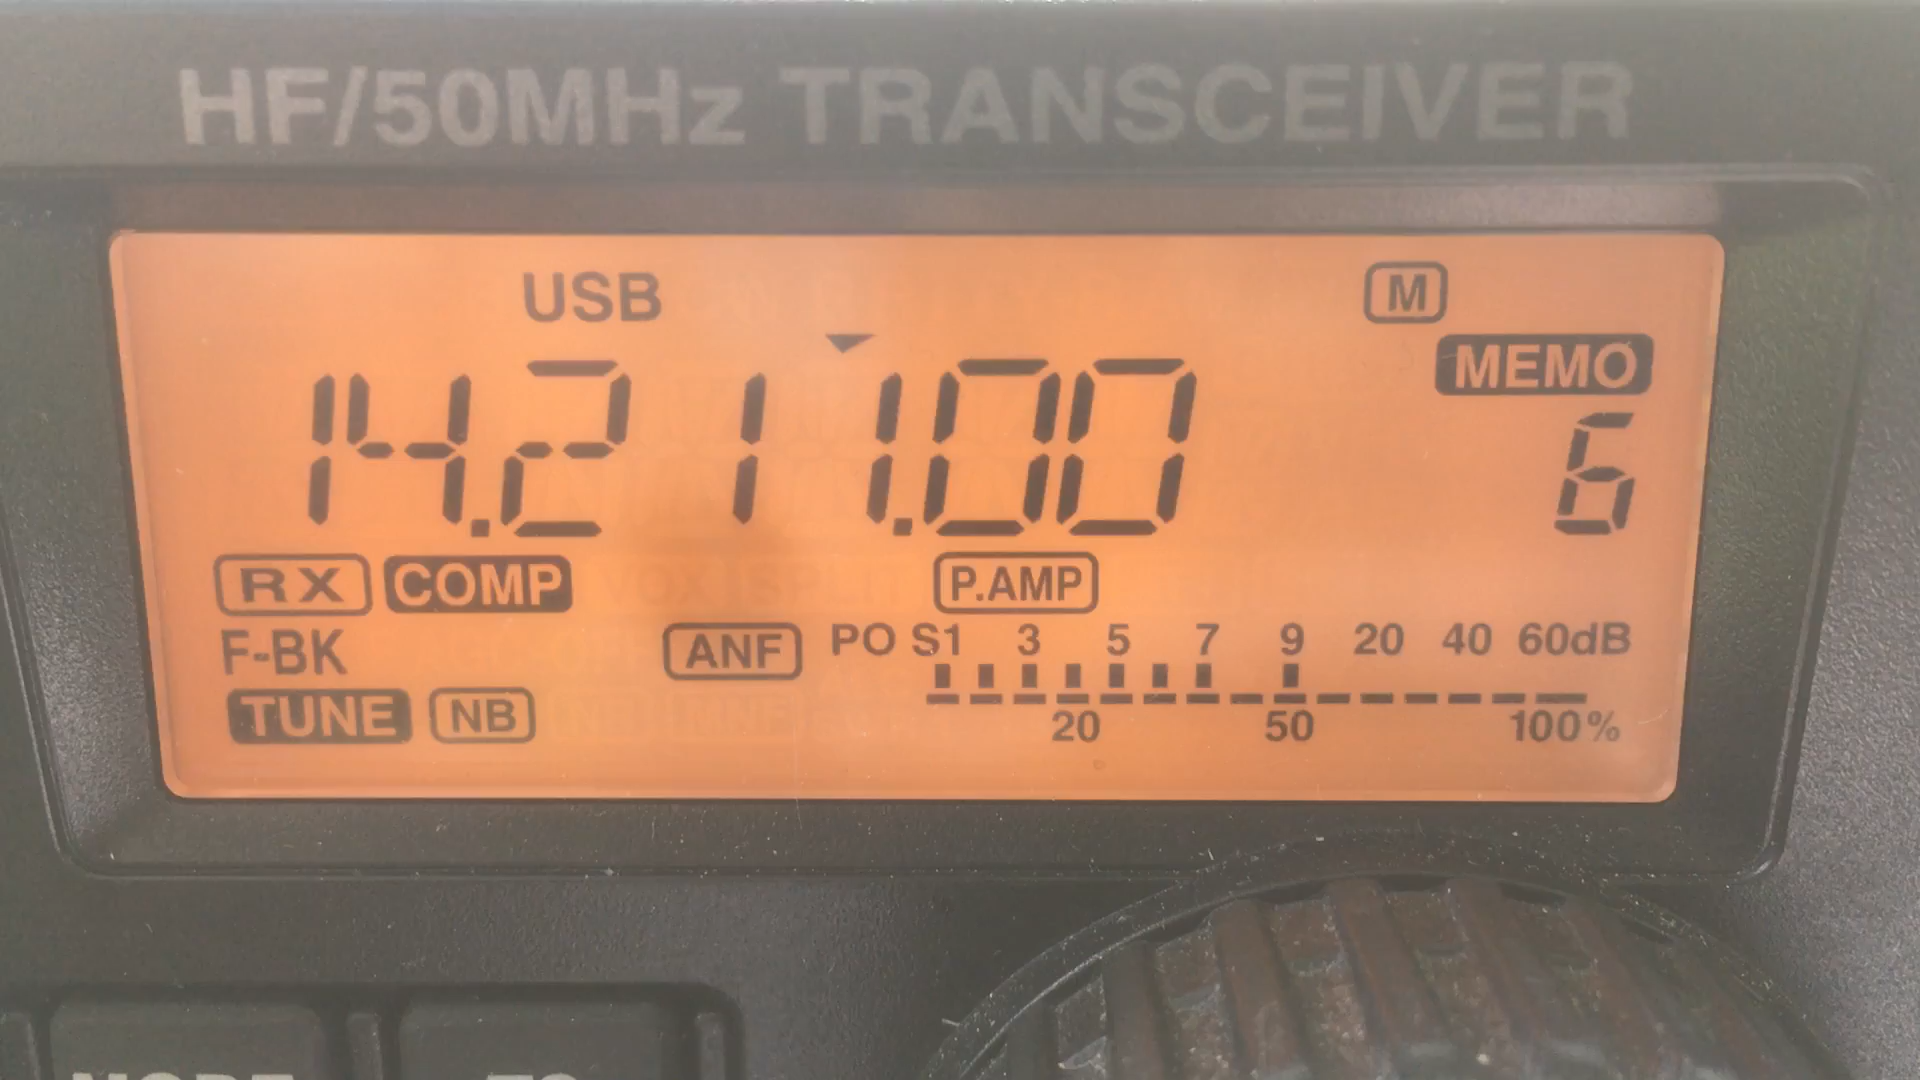 HF/50MHz TRANSCEIVER
USB M
MEMO
14.211.00 6
RX COMP P.AMP
F-BK ANF PO S1 3 5 7 9 20 40 60dB
TUNE NB 20 50 100%